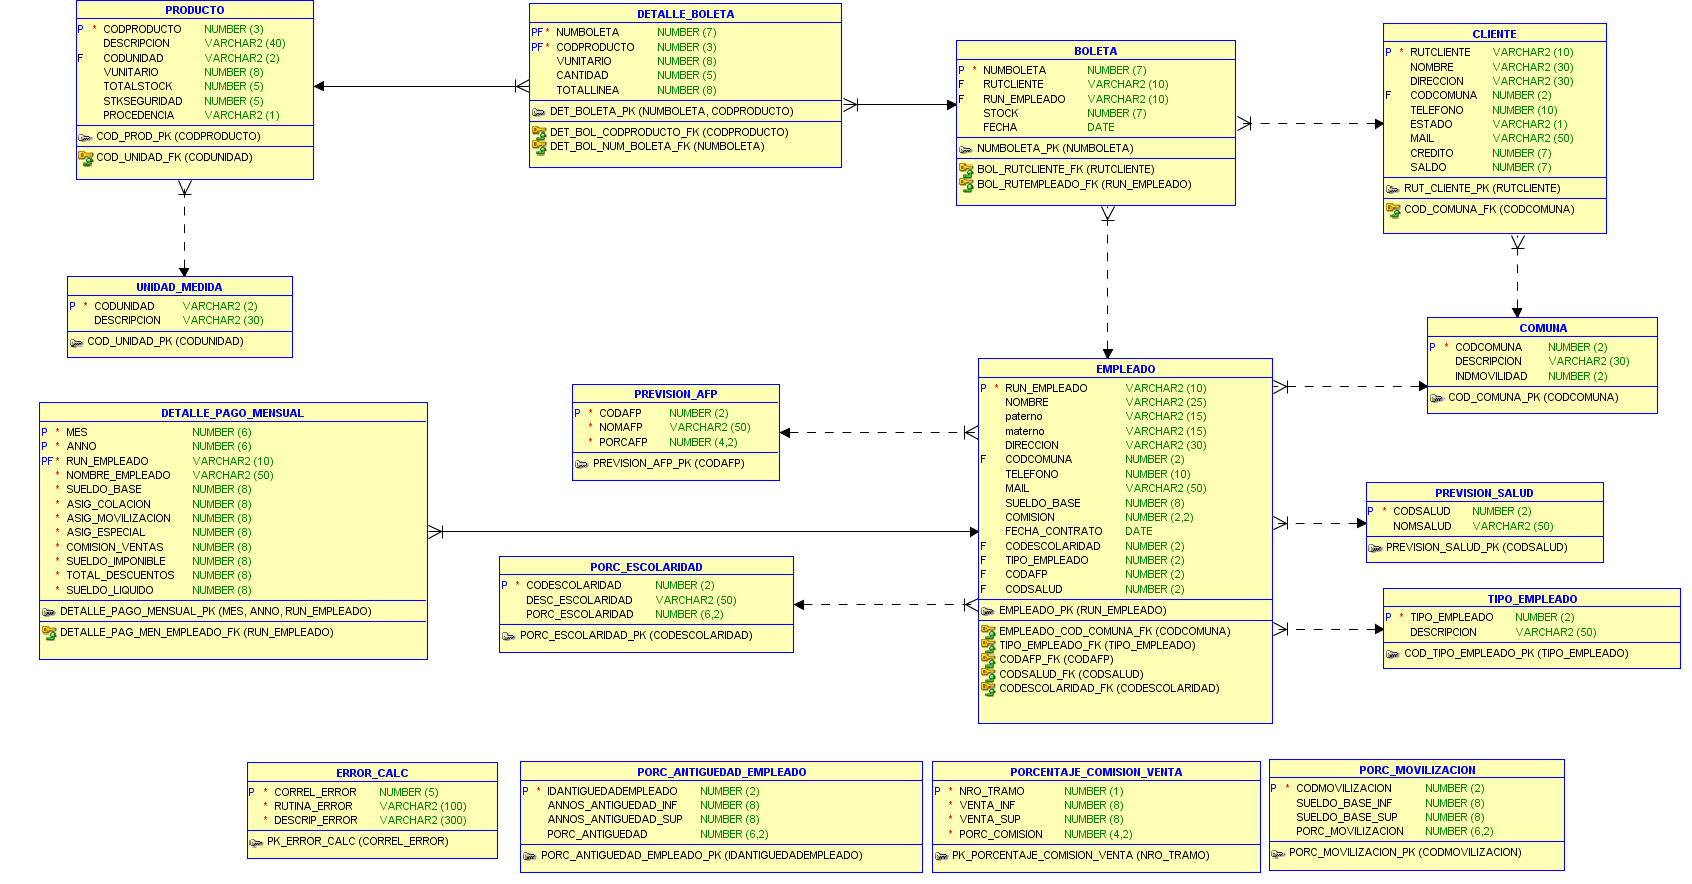 PRODUCTO
P * CODPRODUCTO NUMBER (3)
DESCRIPCION VARCHAR2 (40)
F CODUNIDAD VARCHAR2 (2)
VUNITARIO NUMBER (8)
TOTALSTOCK NUMBER (5)
STKSEGURIDAD NUMBER (5)
PROCEDENCIA VARCHAR2 (1)
COD_PROD_PK (CODPRODUCTO)
COD_UNIDAD_FK (CODUNIDAD)
DETALLE_BOLETA
PF * NUMBOLETA NUMBER (7)
PF * CODPRODUCTO NUMBER (3)
VUNITARIO NUMBER (8)
CANTIDAD NUMBER (5)
TOTALLINEA NUMBER (8)
DET_BOLETA_PK (NUMBOLETA, CODPRODUCTO)
DET_BOL_CODPRODUCTO_FK (CODPRODUCTO)
DET_BOL_NUM_BOLETA_FK (NUMBOLETA)
BOLETA
P * NUMBOLETA NUMBER (7)
F RUTCLIENTE VARCHAR2 (10)
F RUN_EMPLEADO VARCHAR2 (10)
STOCK NUMBER (7)
FECHA DATE
NUMBOLETA_PK (NUMBOLETA)
BOL_RUTCLIENTE_FK (RUTCLIENTE)
BOL_RUTEMPLEADO_FK (RUN_EMPLEADO)
CLIENTE
P * RUTCLIENTE VARCHAR2 (10)
NOMBRE VARCHAR2 (30)
DIRECCION VARCHAR2 (30)
F CODCOMUNA NUMBER (2)
TELEFONO NUMBER (10)
ESTADO VARCHAR2 (1)
MAIL VARCHAR2 (50)
CREDITO NUMBER (7)
SALDO NUMBER (7)
RUT_CLIENTE_PK (RUTCLIENTE)
COD_COMUNA_FK (CODCOMUNA)
UNIDAD_MEDIDA
P * CODUNIDAD VARCHAR2 (2)
DESCRIPCION VARCHAR2 (30)
COD_UNIDAD_PK (CODUNIDAD)
COMUNA
P * CODCOMUNA NUMBER (2)
DESCRIPCION VARCHAR2 (30)
INDMOVILIDAD NUMBER (2)
COD_COMUNA_PK (CODCOMUNA)
EMPLEADO
P * RUN_EMPLEADO VARCHAR2 (10)
NOMBRE VARCHAR2 (25)
paterno VARCHAR2 (15)
materno VARCHAR2 (15)
DIRECCION VARCHAR2 (30)
F CODCOMUNA NUMBER (2)
TELEFONO NUMBER (10)
MAIL VARCHAR2 (50)
SUELDO_BASE NUMBER (8)
COMISION NUMBER (2,2)
FECHA_CONTRATO DATE
F CODESCOLARIDAD NUMBER (2)
F TIPO_EMPLEADO NUMBER (2)
F CODAFP NUMBER (2)
F CODSALUD NUMBER (2)
EMPLEADO_PK (RUN_EMPLEADO)
EMPLEADO_COD_COMUNA_FK (CODCOMUNA)
TIPO_EMPLEADO_FK (TIPO_EMPLEADO)
CODAFP_FK (CODAFP)
CODSALUD_FK (CODSALUD)
CODESCOLARIDAD_FK (CODESCOLARIDAD)
PREVISION_AFP
P * CODAFP NUMBER (2)
* NOMAFP VARCHAR2 (50)
* PORCAFP NUMBER (4,2)
PREVISION_AFP_PK (CODAFP)
DETALLE_PAGO_MENSUAL
P * MES NUMBER (6)
P * ANNO NUMBER (6)
PF * RUN_EMPLEADO VARCHAR2 (10)
* NOMBRE_EMPLEADO VARCHAR2 (50)
* SUELDO_BASE NUMBER (8)
* ASIG_COLACION NUMBER (8)
* ASIG_MOVILIZACION NUMBER (8)
* ASIG_ESPECIAL NUMBER (8)
* COMISION_VENTAS NUMBER (8)
* SUELDO_IMPONIBLE NUMBER (8)
* TOTAL_DESCUENTOS NUMBER (8)
* SUELDO_LIQUIDO NUMBER (8)
DETALLE_PAGO_MENSUAL_PK (MES, ANNO, RUN_EMPLEADO)
DETALLE_PAG_MEN_EMPLEADO_FK (RUN_EMPLEADO)
PREVISION_SALUD
P * CODSALUD NUMBER (2)
NOMSALUD VARCHAR2 (50)
PREVISION_SALUD_PK (CODSALUD)
PORC_ESCOLARIDAD
P * CODESCOLARIDAD NUMBER (2)
DESC_ESCOLARIDAD VARCHAR2 (50)
PORC_ESCOLARIDAD NUMBER (6,2)
PORC_ESCOLARIDAD_PK (CODESCOLARIDAD)
TIPO_EMPLEADO
P * TIPO_EMPLEADO NUMBER (2)
DESCRIPCION VARCHAR2 (50)
COD_TIPO_EMPLEADO_PK (TIPO_EMPLEADO)
ERROR_CALC
P * CORREL_ERROR NUMBER (5)
* RUTINA_ERROR VARCHAR2 (100)
* DESCRIP_ERROR VARCHAR2 (300)
PK_ERROR_CALC (CORREL_ERROR)
PORC_ANTIGUEDAD_EMPLEADO
P * IDANTIGUEDADEMPLEADO NUMBER (2)
ANNOS_ANTIGUEDAD_INF NUMBER (8)
ANNOS_ANTIGUEDAD_SUP NUMBER (8)
PORC_ANTIGUEDAD NUMBER (6,2)
PORC_ANTIGUEDAD_EMPLEADO_PK (IDANTIGUEDADEMPLEADO)
PORCENTAJE_COMISION_VENTA
P * NRO_TRAMO NUMBER (1)
* VENTA_INF NUMBER (8)
* VENTA_SUP NUMBER (8)
* PORC_COMISION NUMBER (4,2)
PK_PORCENTAJE_COMISION_VENTA (NRO_TRAMO)
PORC_MOVILIZACION
P * CODMOVILIZACION NUMBER (2)
SUELDO_BASE_INF NUMBER (8)
SUELDO_BASE_SUP NUMBER (8)
PORC_MOVILIZACION NUMBER (6,2)
PORC_MOVILIZACION_PK (CODMOVILIZACION)